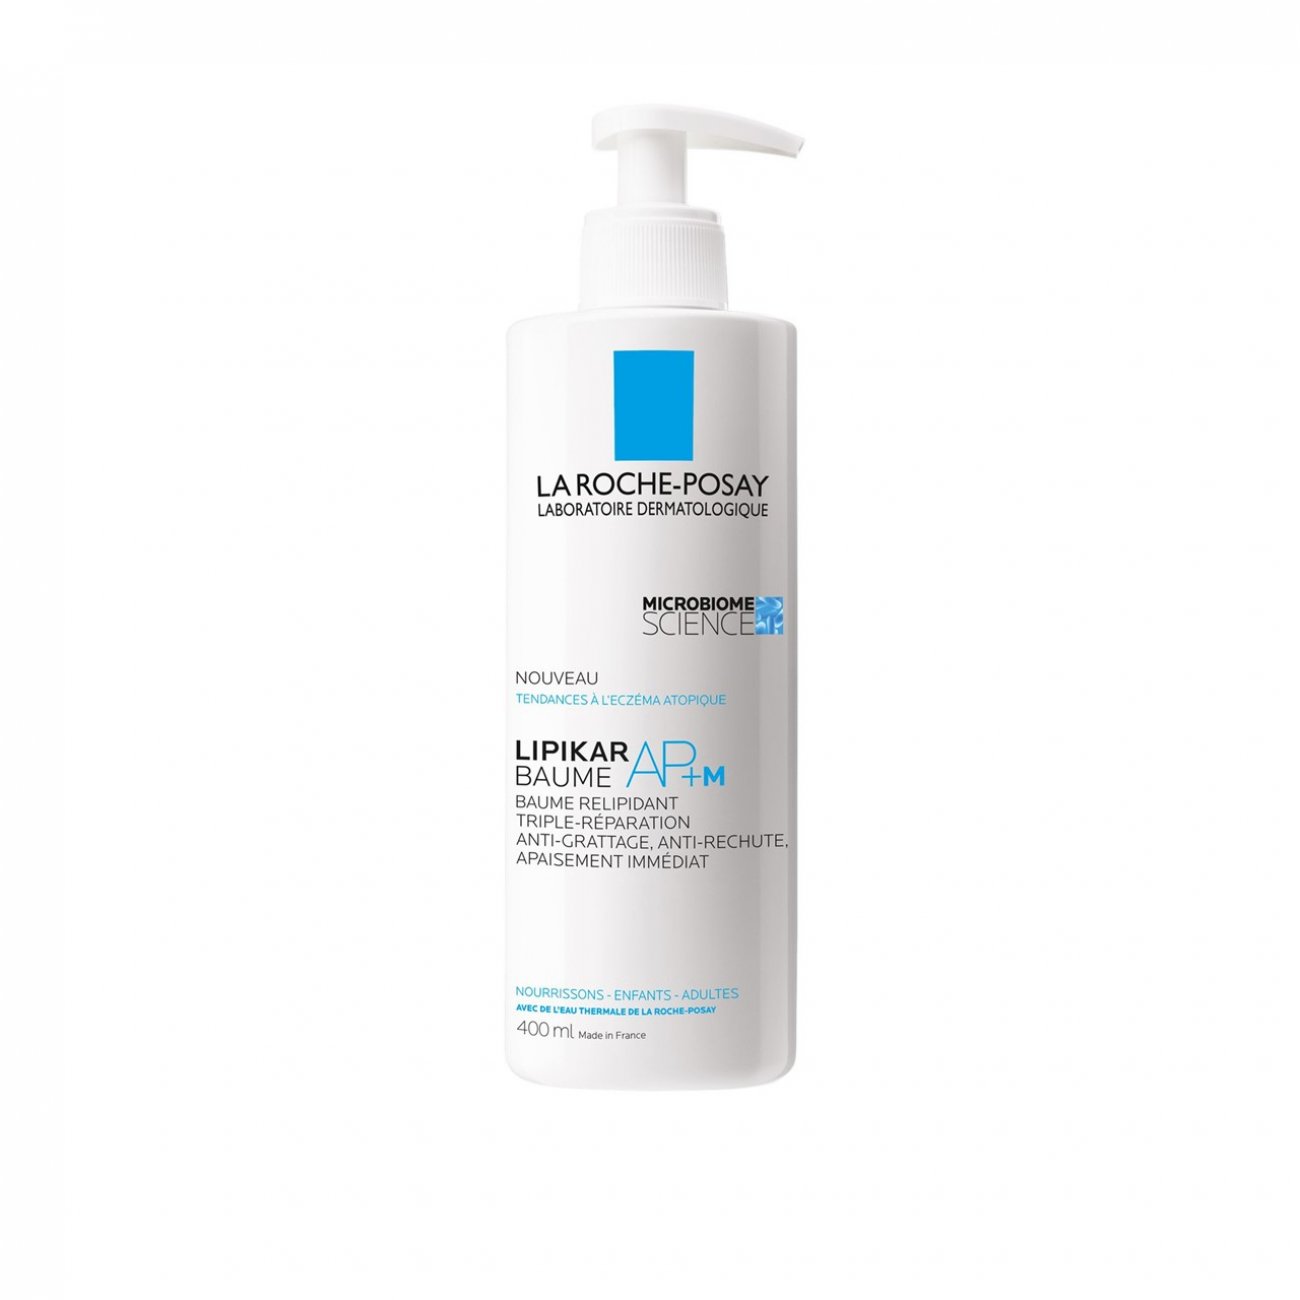 LA ROCHE-POSAY
LABORATOIRE DERMATOLOGIQUE
MICROBIOME
SCIENCE
NOUVEAU
TENDANCES À L'ECZÉMA ATOPIQUE
LIPIKAR
BAUME AP+M
BAUME RELIPIDANT
TRIPLE-RÉPARATION
ANTI-GRATTAGE, ANTI-RECHUTE,
APAISEMENT IMMÉDIAT
NOURRISSONS - ENFANTS - ADULTES
AVEC DE L'EAU THERMALE DE LA ROCHE-POSAY
400 ml Made in France